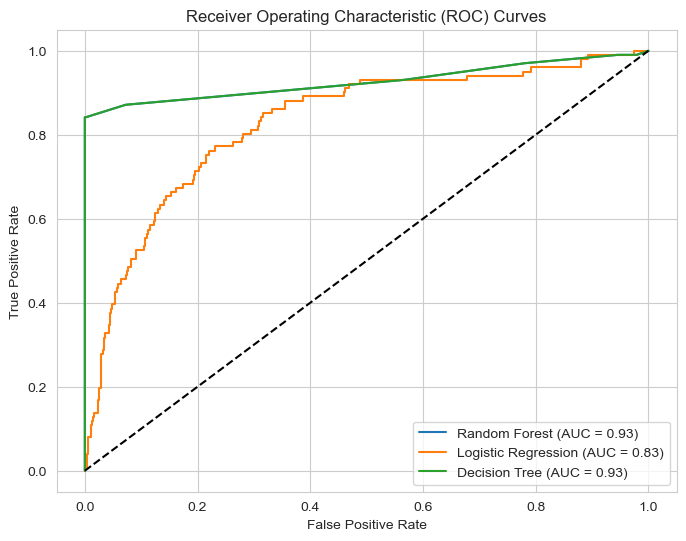 Receiver Operating Characteristic (ROC) Curves
1.0
0.8
0.6
0.4
0.2
0.0
True Positive Rate
0.0 0.2 0.4 0.6 0.8 1.0
False Positive Rate
Random Forest (AUC = 0.93)
Logistic Regression (AUC = 0.83)
Decision Tree (AUC = 0.93)